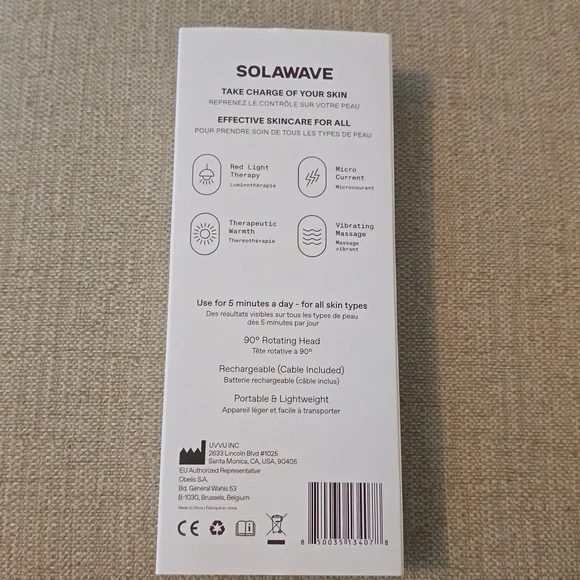 SOLAWAVE
TAKE CHARGE OF YOUR SKIN
REPRENEZ LE CONTRÔLE SUR VOTRE PEAU
EFFECTIVE SKINCARE FOR ALL
POUR PRENDRE SOIN DE TOUS LES TYPES DE PEAU
Red Light
Therapy
Luminothérapie
Micro
Current
Microcourant
Therapeutic
Warmth
Thermothérapie
Vibrating
Massage
Massage
vibrant
Use for 5 minutes a day - for all skin types
Des résultats visibles sur tous les types de peau
dès 5 minutes par jour
90° Rotating Head
Tête rotative à 90°
Rechargeable (Cable Included)
Batterie rechargeable (câble inclus)
Portable & Lightweight
Appareil léger et facile à transporter
UVVU INC
2633 Lincoln Blvd #1025
Santa Monica, CA, USA, 90405
EU Authorized Representative
Obelis S.A.
Bd. Général Wahis 53
B-1030, Brussels, Belgium
Made in China | Fabriqué en chine
CE
8 50035 13407 8